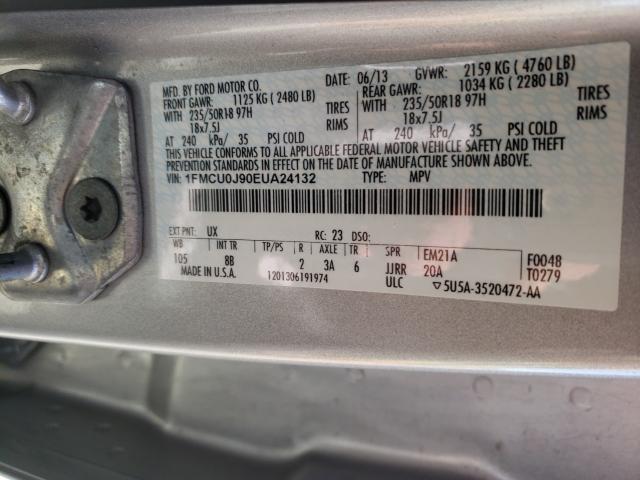 MFD. BY FORD MOTOR CO.
DATE: 06/13 GVWR: 2159 KG ( 4760 LB)
FRONT GAWR: 1125 KG ( 2480 LB)
REAR GAWR: 1034 KG ( 2280 LB)
WITH 235/50R18 97H TIRES
WITH 235/50R18 97H TIRES
18x7.5J RIMS
18x7.5J RIMS
AT 240 kPa/ 35 PSI COLD
AT 240 kPa/ 35 PSI COLD
THIS VEHICLE CONFORMS TO ALL APPLICABLE FEDERAL MOTOR VEHICLE SAFETY AND THEFT
PREVENTION STANDARDS IN EFFECT ON THE DATE OF MANUFACTURE SHOWN ABOVE.
VIN: 1FMCU0J90EUA24132 TYPE: MPV
EXT PNT: UX RC: 23 DSO:
WB INT TR TP/PS R AXLE TR SPR EM21A F0048
105 8B 2 3A 6 JJRR 20A T0279
MADE IN U.S.A. 1201306191974 ULC ▽5U5A-3520472-AA